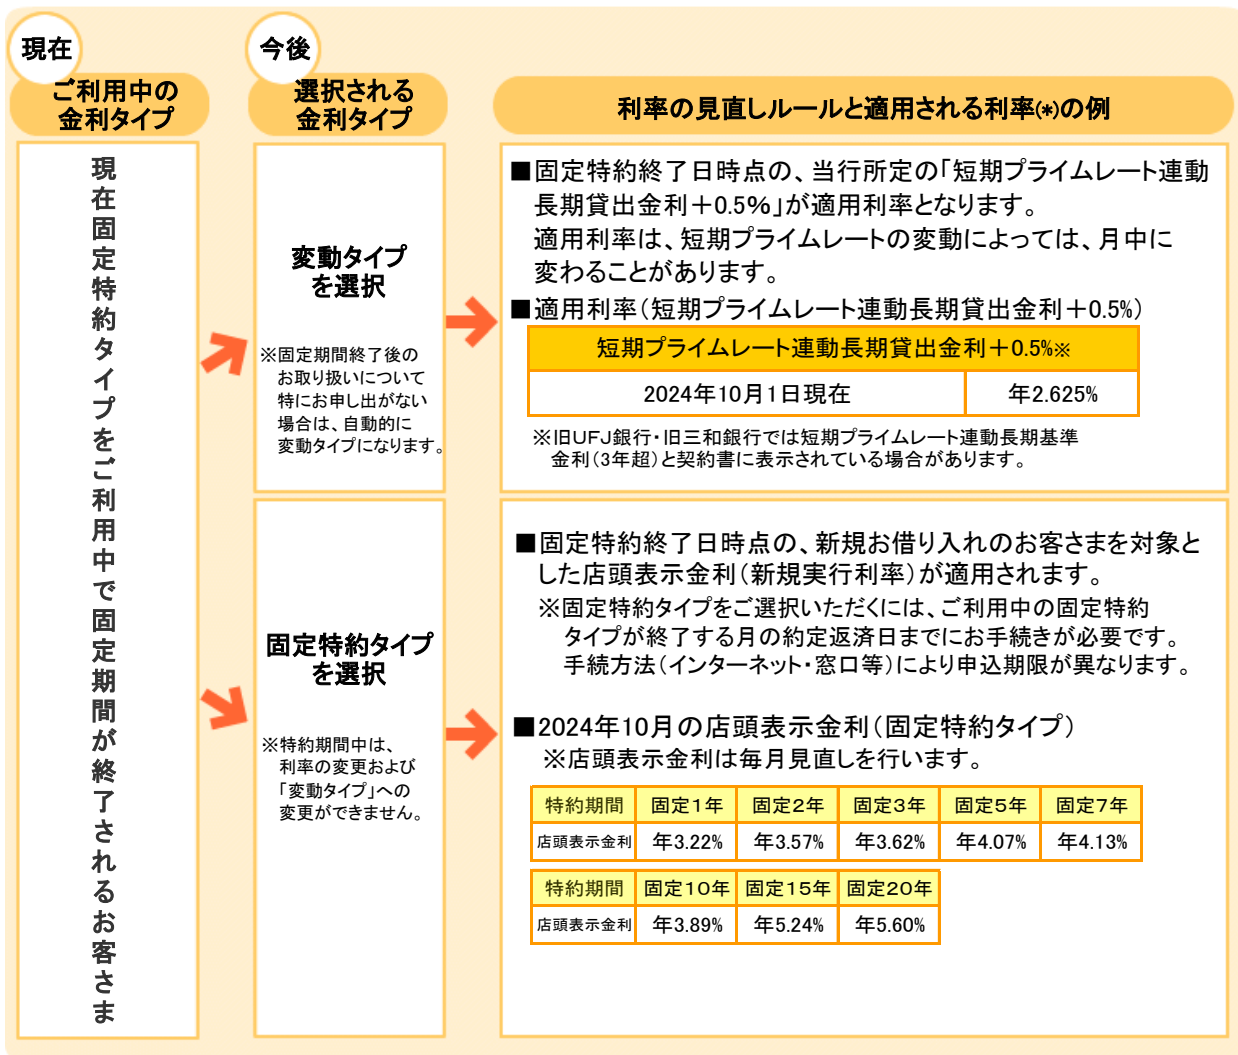 現在
ご利用中の
金利タイプ
今後
選択される
金利タイプ
利率の見直しルールと適用される利率(*)の例
現在固定特約タイプをご利用中で固定期間が終了されるお客さま
変動タイプ
を選択
※固定期間終了後の
お取り扱いについて
特にお申し出がない
場合は、自動的に
変動タイプになります。
■固定特約終了日時点の、当行所定の「短期プライムレート連動
長期貸出金利＋0.5％」が適用利率となります。
適用利率は、短期プライムレートの変動によっては、月中に
変わることがあります。
■適用利率（短期プライムレート連動長期貸出金利＋0.5%）
短期プライムレート連動長期貸出金利＋0.5%※
2024年10月1日現在 年2.625%
※旧ＵＦＪ銀行・旧三和銀行では短期プライムレート連動長期基準
金利（3年超）と契約書に表示されている場合があります。
固定特約タイプ
を選択
※特約期間中は、
利率の変更および
「変動タイプ」への
変更ができません。
■固定特約終了日時点の、新規お借り入れのお客さまを対象と
した店頭表示金利（新規実行利率）が適用されます。
※固定特約タイプをご選択いただくには、ご利用中の固定特約
タイプが終了する月の約定返済日までにお手続きが必要です。
手続方法（インターネット・窓口等）により申込期限が異なります。
■2024年10月の店頭表示金利（固定特約タイプ）
※店頭表示金利は毎月見直しを行います。
特約期間 固定1年 固定2年 固定3年 固定5年 固定7年
店頭表示金利 年3.22% 年3.57% 年3.62% 年4.07% 年4.13%
特約期間 固定10年 固定15年 固定20年
店頭表示金利 年3.89% 年5.24% 年5.60%